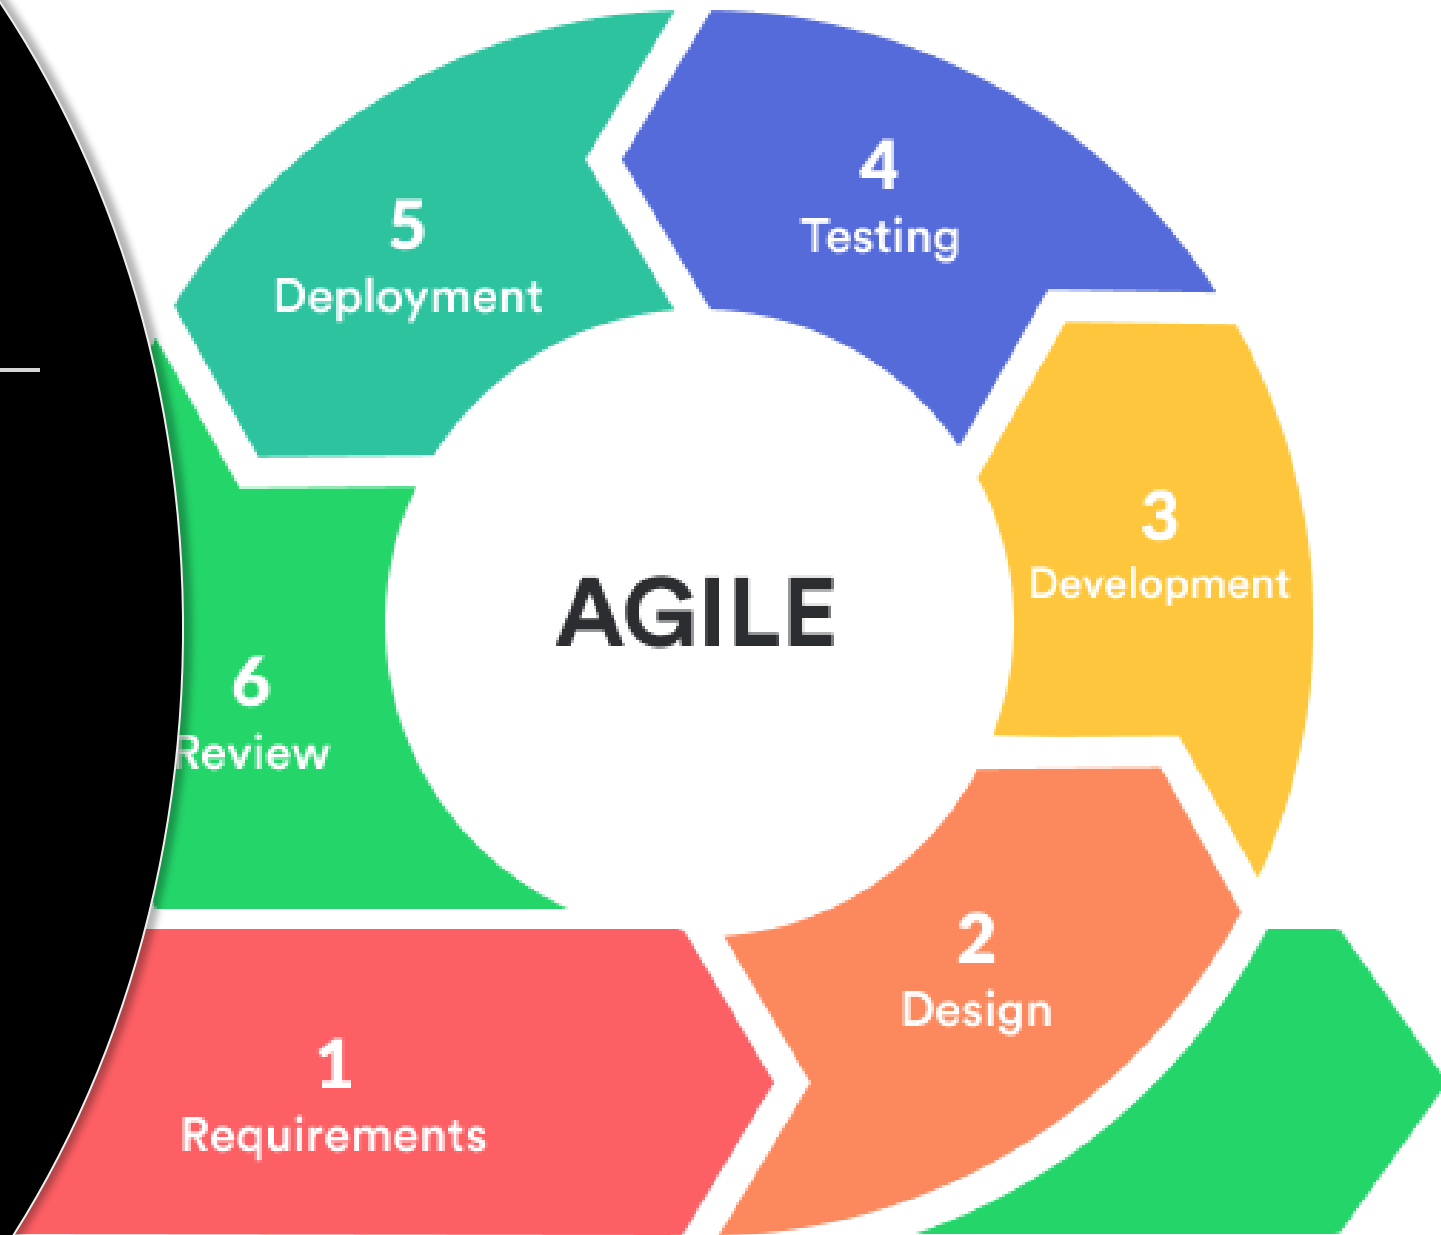 4
Testing
5
Deployment
3
Development
AGILE
6
Review
2
Design
1
Requirements